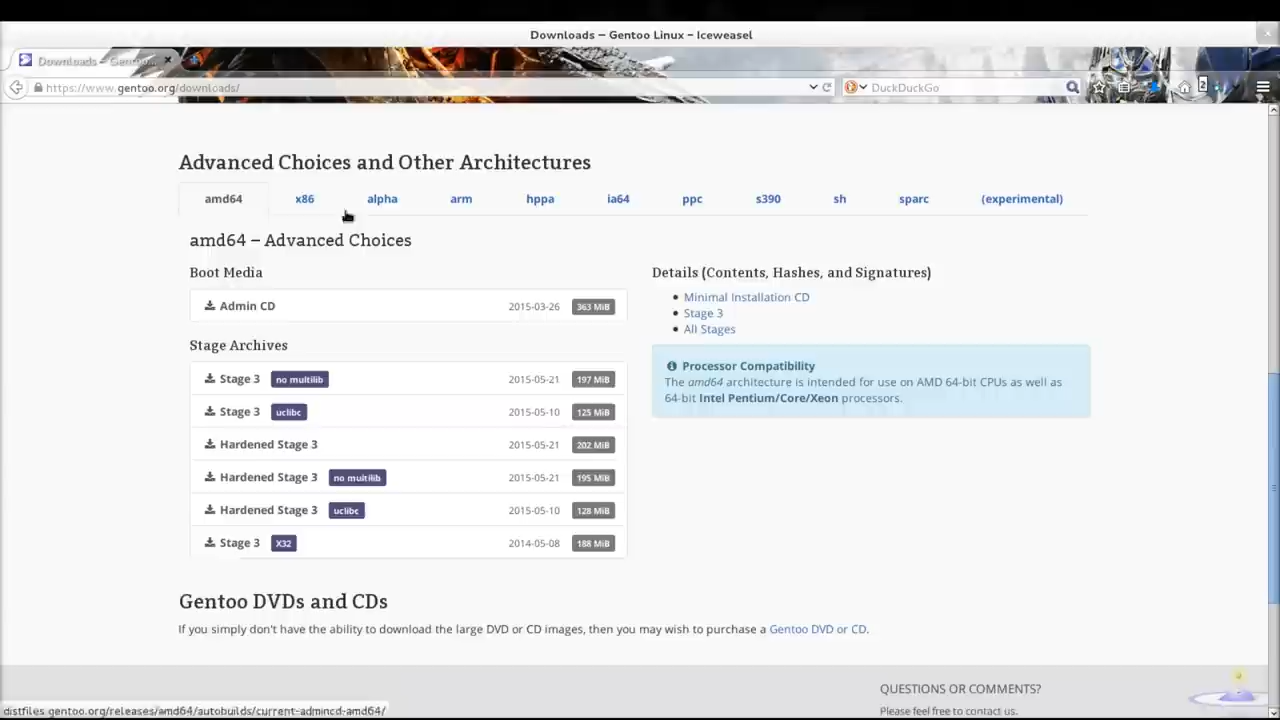 Downloads — Gentoo Linux - Iceweasel
Downloads — Gentoo...
https://www.gentoo.org/downloads/
DuckDuckGo
2
Advanced Choices and Other Architectures
amd64 x86 alpha arm hppa ia64 ppc s390 sh sparc (experimental)
amd64 – Advanced Choices
Boot Media
Admin CD 2015-03-26 363 MiB
Stage Archives
Stage 3 no multilib 2015-05-21 197 MiB
Stage 3 uclibc 2015-05-10 125 MiB
Hardened Stage 3 2015-05-21 202 MiB
Hardened Stage 3 no multilib 2015-05-21 195 MiB
Hardened Stage 3 uclibc 2015-05-10 128 MiB
Stage 3 X32 2014-05-08 188 MiB
Details (Contents, Hashes, and Signatures)
Minimal Installation CD
Stage 3
All Stages
Processor Compatibility
The amd64 architecture is intended for use on AMD 64-bit CPUs as well as
64-bit Intel Pentium/Core/Xeon processors.
Gentoo DVDs and CDs
If you simply don't have the ability to download the large DVD or CD images, then you may wish to purchase a Gentoo DVD or CD.
QUESTIONS OR COMMENTS?
Please feel free to contact us.
distfiles.gentoo.org/releases/amd64/autobuilds/current-admincd-amd64/